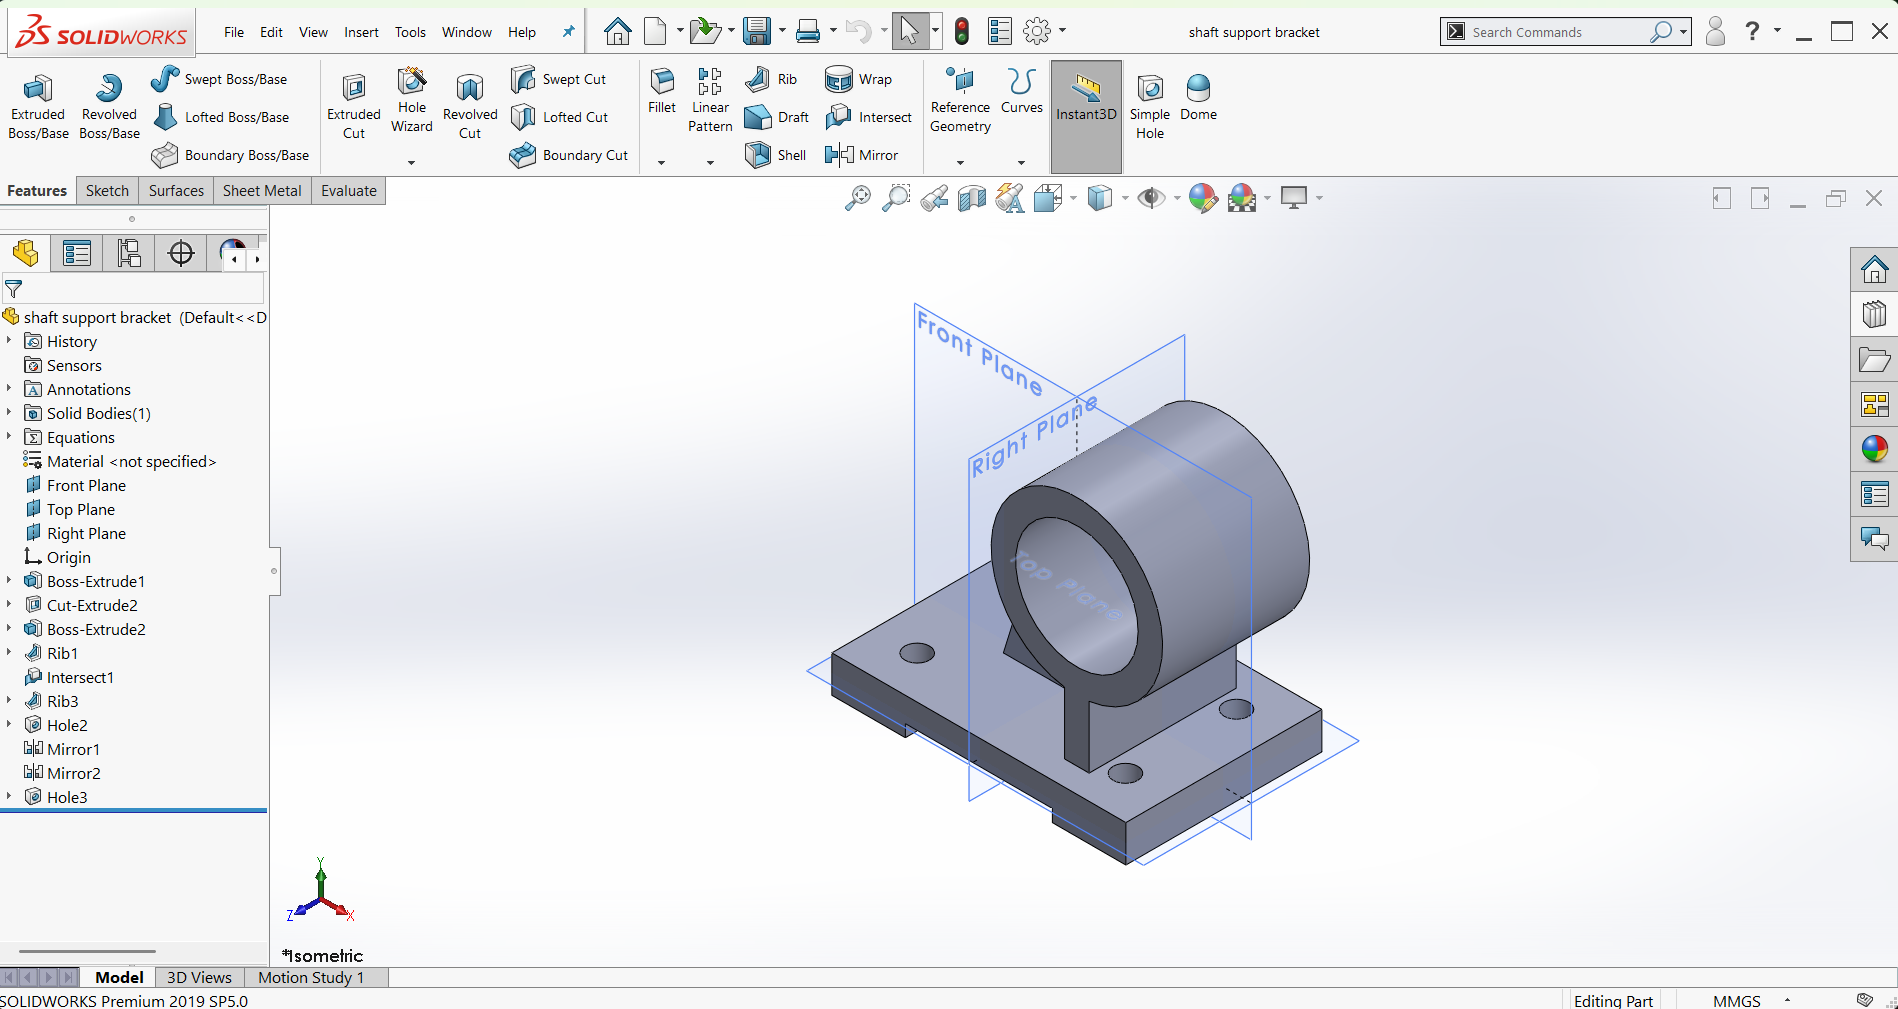 SOLIDWORKS
File Edit View Insert Tools Window Help
shaft support bracket
Search Commands
?
Extruded Boss/Base
Revolved Boss/Base
Swept Boss/Base
Lofted Boss/Base
Boundary Boss/Base
Extruded Cut
Hole Wizard
Revolved Cut
Swept Cut
Lofted Cut
Boundary Cut
Fillet
Linear Pattern
Rib
Draft
Shell
Wrap
Intersect
Mirror
Reference Geometry
Curves
Instant3D
Simple Hole
Dome
Features Sketch Surfaces Sheet Metal Evaluate
shaft support bracket (Default<<D
History
Sensors
Annotations
Solid Bodies(1)
Equations
Material <not specified>
Front Plane
Top Plane
Right Plane
Origin
Boss-Extrude1
Cut-Extrude2
Boss-Extrude2
Rib1
Intersect1
Rib3
Hole2
Mirror1
Mirror2
Hole3
Front Plane
Right Plane
Top Plane
Y
Z
X
*Isometric
Model 3D Views Motion Study 1
SOLIDWORKS Premium 2019 SP5.0
Editing Part
MMGS